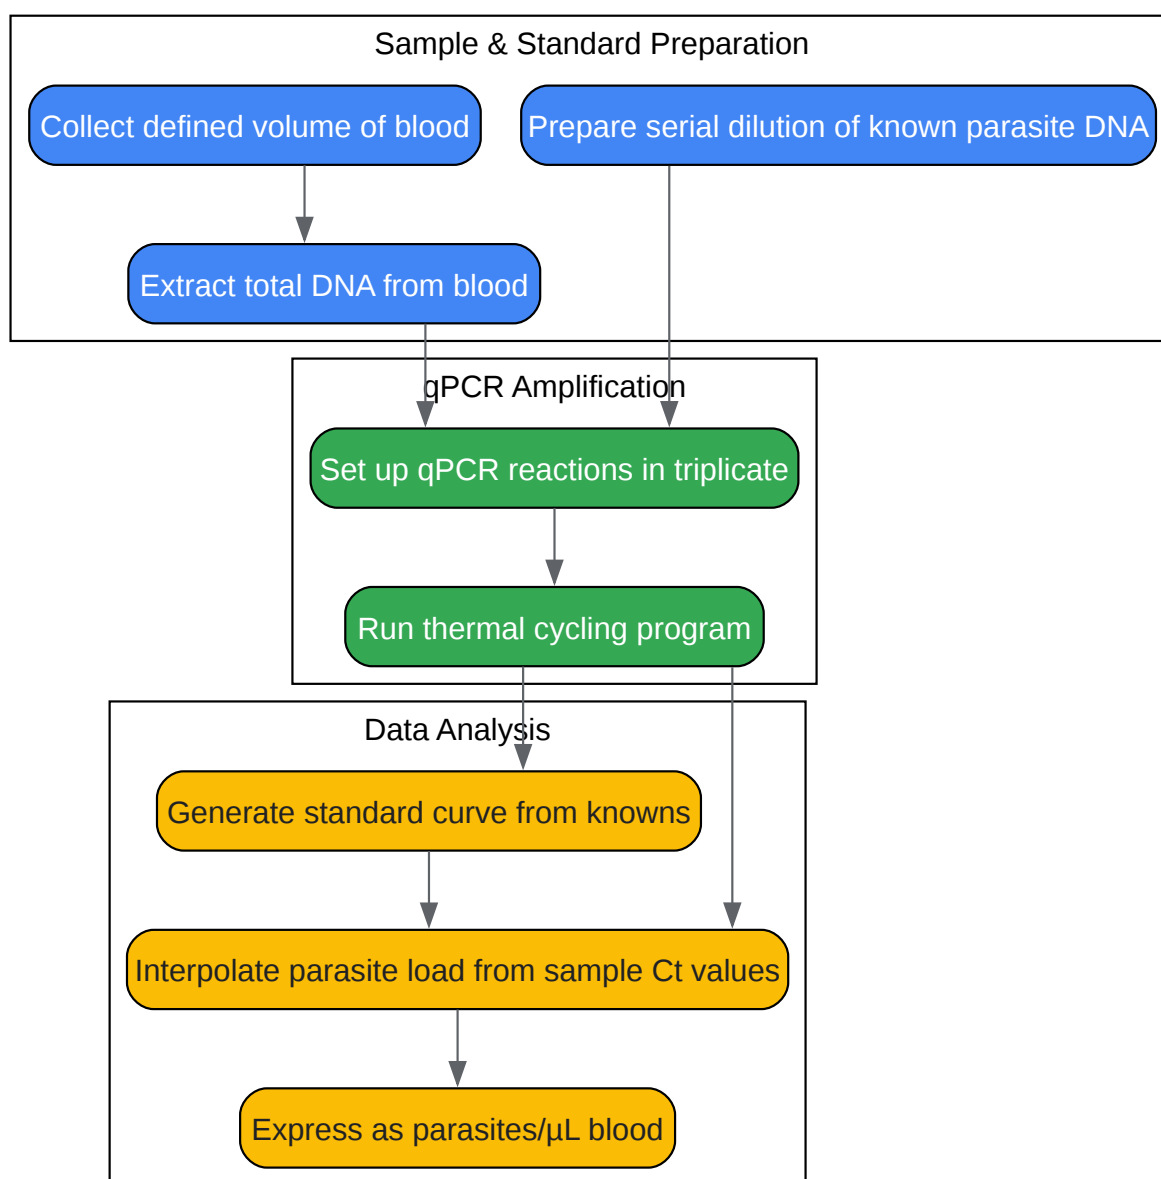 Sample & Standard Preparation
Collect defined volume of blood
Prepare serial dilution of known parasite DNA
Extract total DNA from blood
qPCR Amplification
Set up qPCR reactions in triplicate
Run thermal cycling program
Data Analysis
Generate standard curve from knowns
Interpolate parasite load from sample Ct values
Express as parasites/µL blood